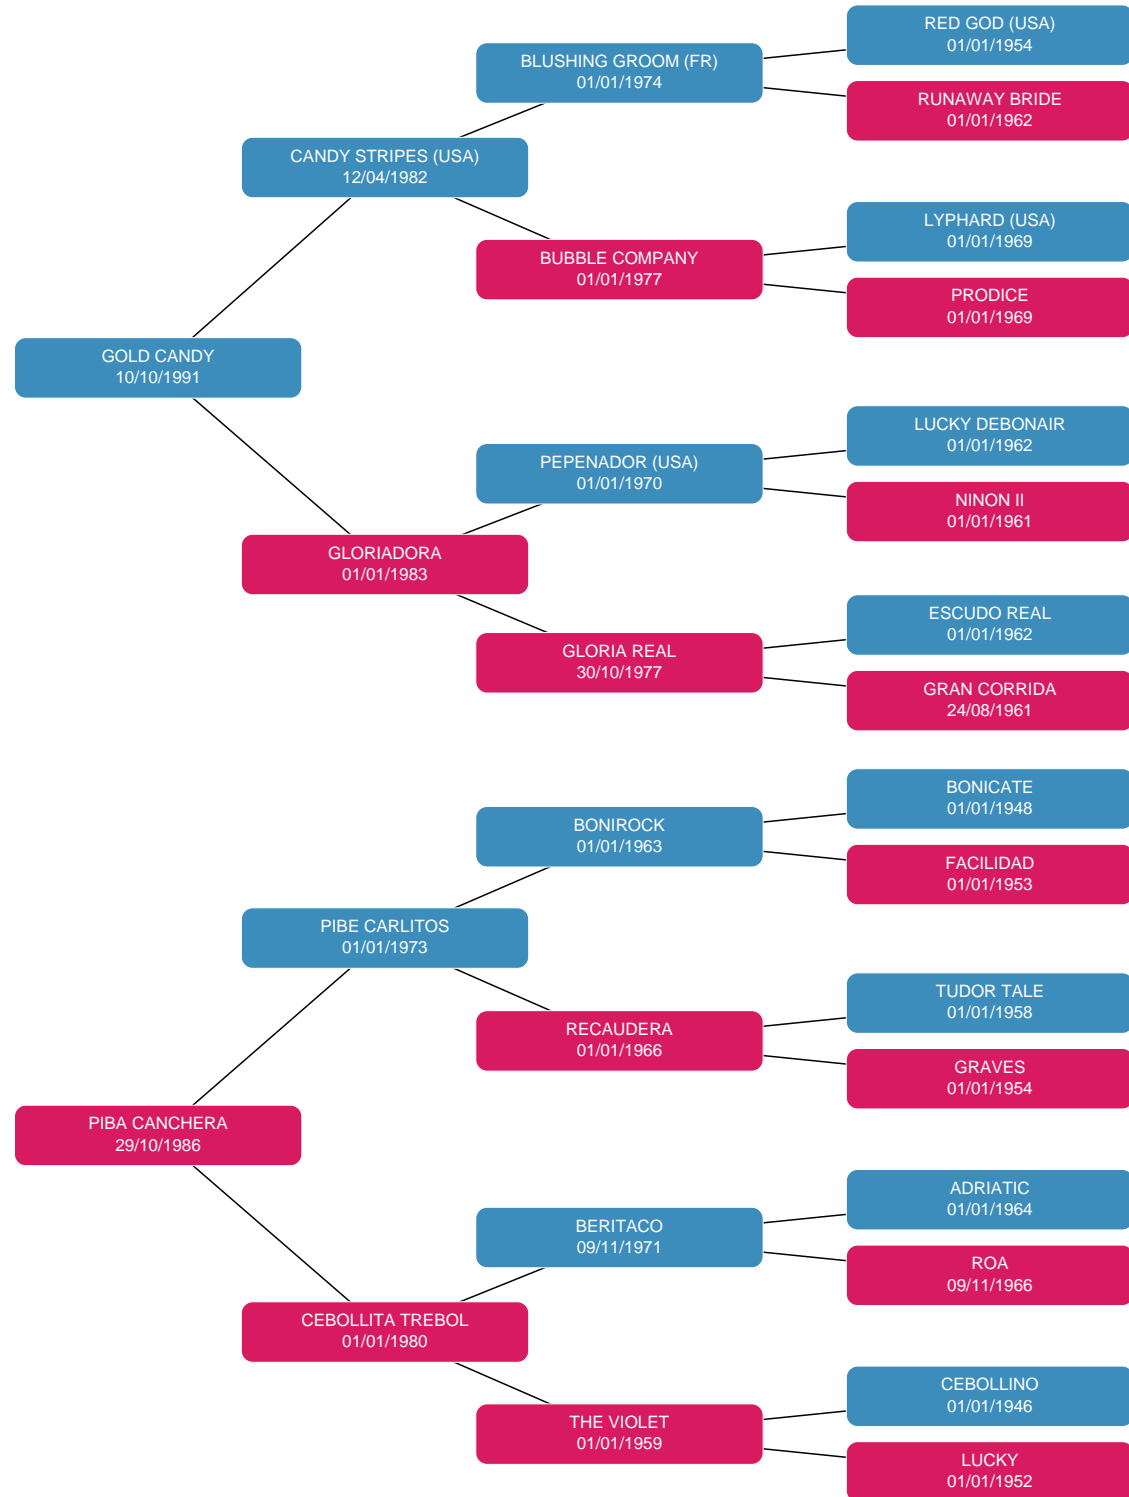 RED GOD (USA)
01/01/1954
BLUSHING GROOM (FR)
01/01/1974
RUNAWAY BRIDE
01/01/1962
CANDY STRIPES (USA)
12/04/1982
LYPHARD (USA)
01/01/1969
BUBBLE COMPANY
01/01/1977
PRODICE
01/01/1969
GOLD CANDY
10/10/1991
LUCKY DEBONAIR
01/01/1962
PEPENADOR (USA)
01/01/1970
NINON II
01/01/1961
GLORIADORA
01/01/1983
ESCUDO REAL
01/01/1962
GLORIA REAL
30/10/1977
GRAN CORRIDA
24/08/1961
BONICATE
01/01/1948
BONIROCK
01/01/1963
FACILIDAD
01/01/1953
PIBE CARLITOS
01/01/1973
TUDOR TALE
01/01/1958
RECAUDERA
01/01/1966
GRAVES
01/01/1954
PIBA CANCHERA
29/10/1986
ADRIATIC
01/01/1964
BERITACO
09/11/1971
ROA
09/11/1966
CEBOLLITA TREBOL
01/01/1980
CEBOLLINO
01/01/1946
THE VIOLET
01/01/1959
LUCKY
01/01/1952